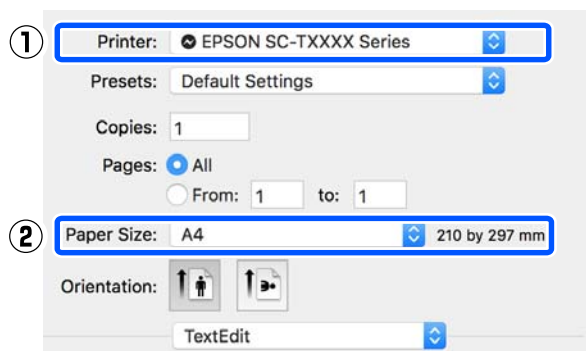 ① Printer: EPSON SC-TXXXX Series
Presets: Default Settings
Copies: 1
Pages: All
From: 1 to: 1
② Paper Size: A4 210 by 297 mm
Orientation:
TextEdit